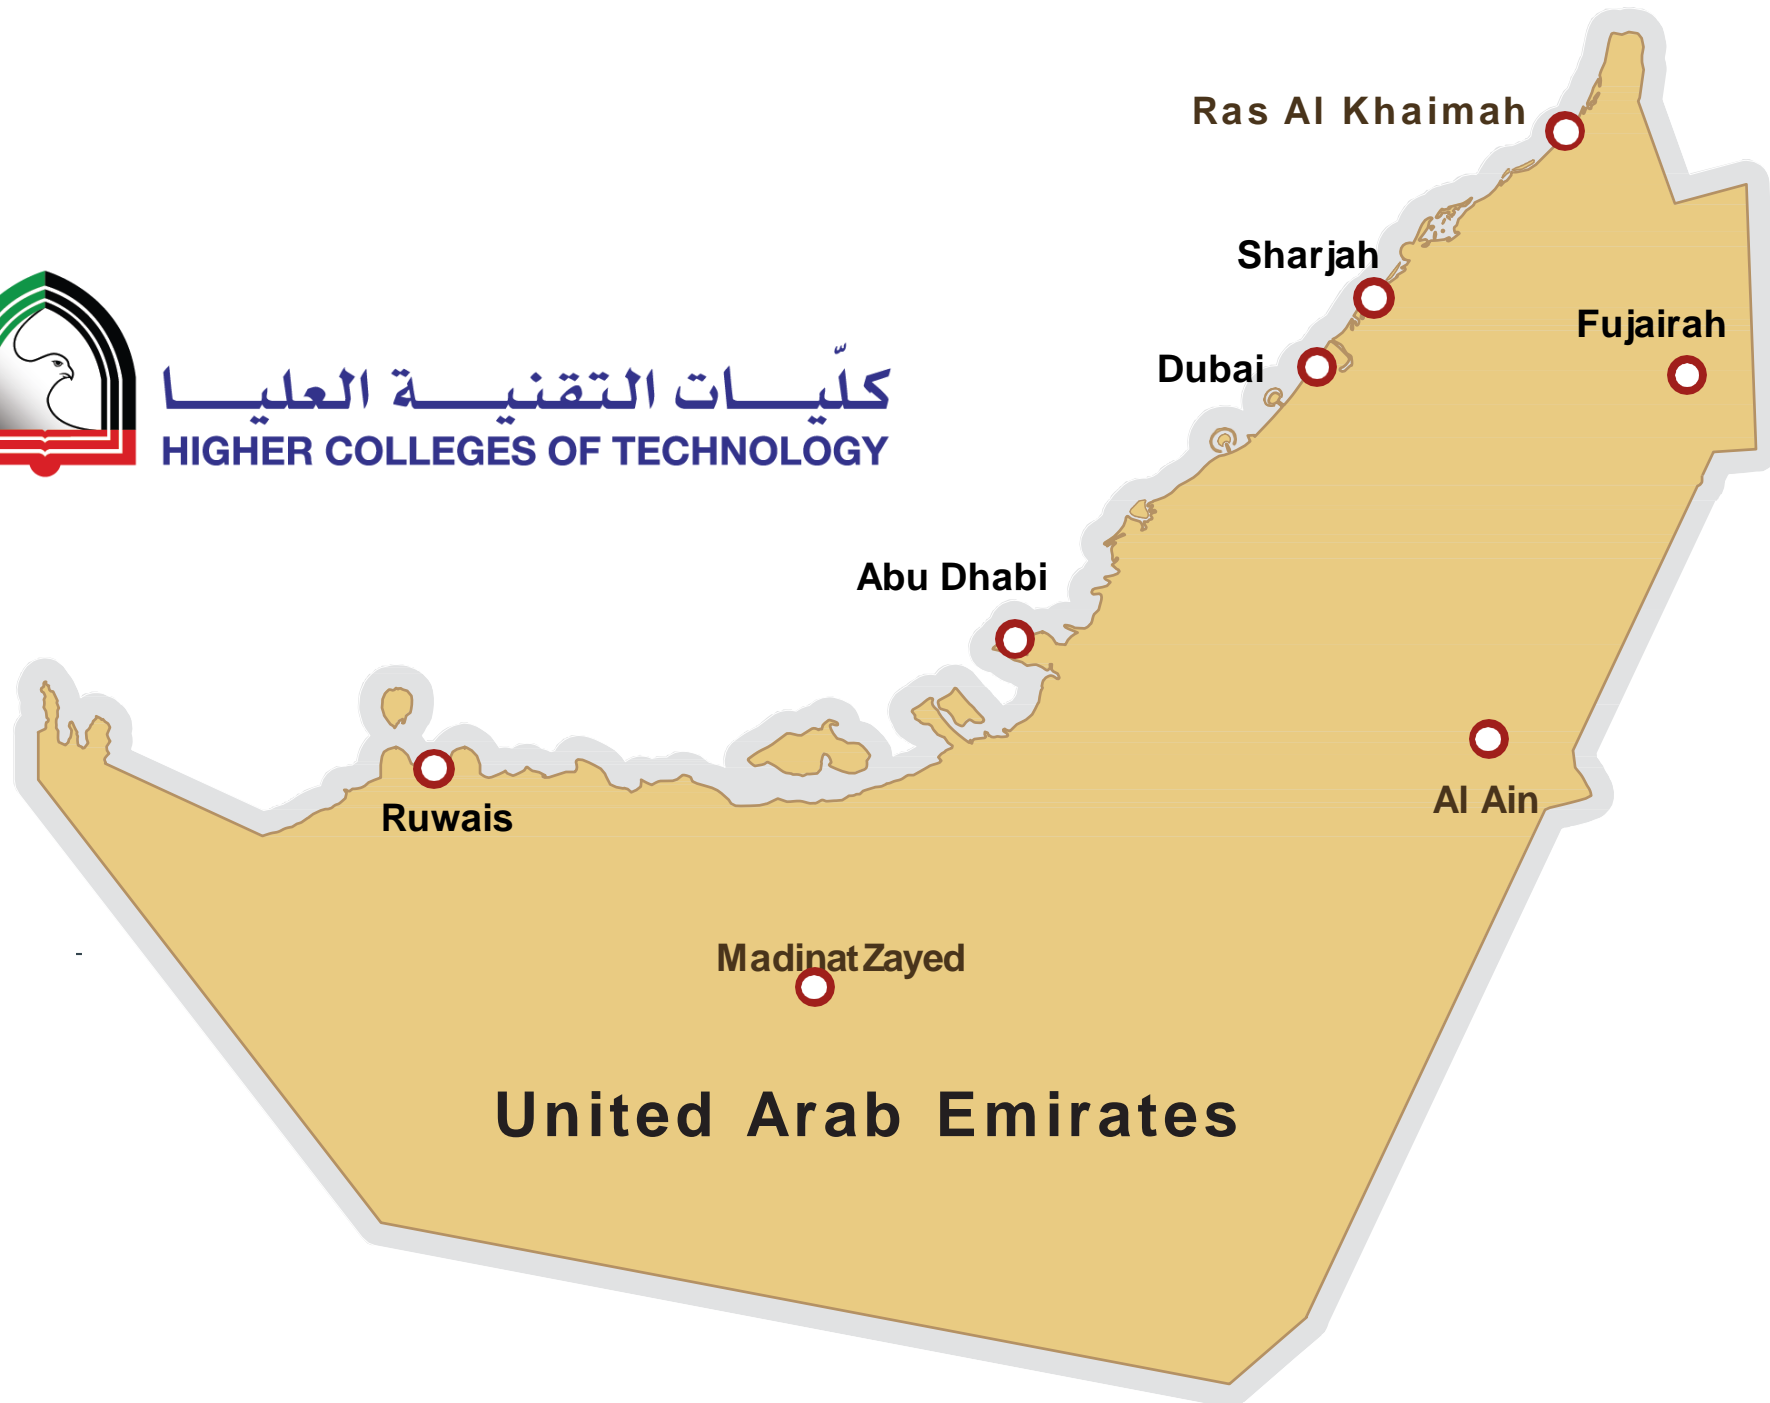 Ras Al Khaimah
Sharjah
Fujairah
Dubai
كلّيـــات التقنيـــة العليـــا
HIGHER COLLEGES OF TECHNOLOGY
Abu Dhabi
Al Ain
Ruwais
Madinat Zayed
United Arab Emirates